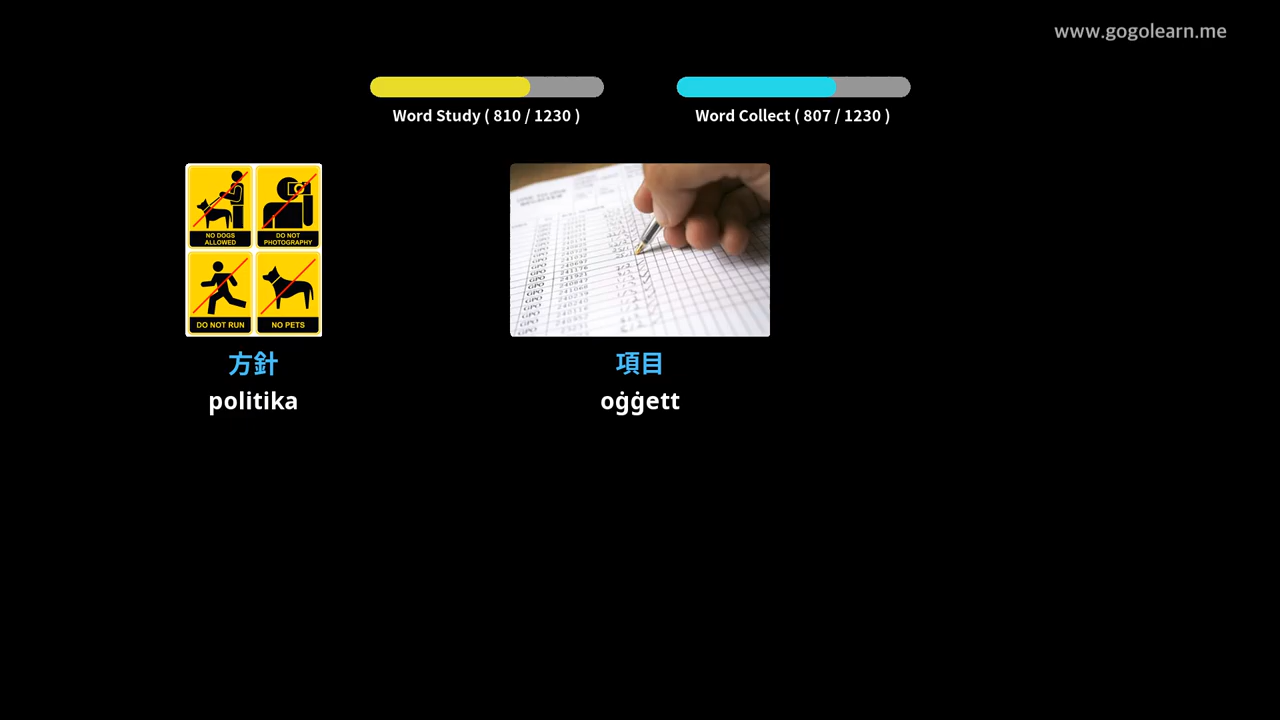 www.gogolearn.me
Word Study ( 810 / 1230 )
Word Collect ( 807 / 1230 )
NO DOGS
ALLOWED
DO NOT
PHOTOGRAPHY
DO NOT RUN
NO PETS
方針
politika
項目
oġġett